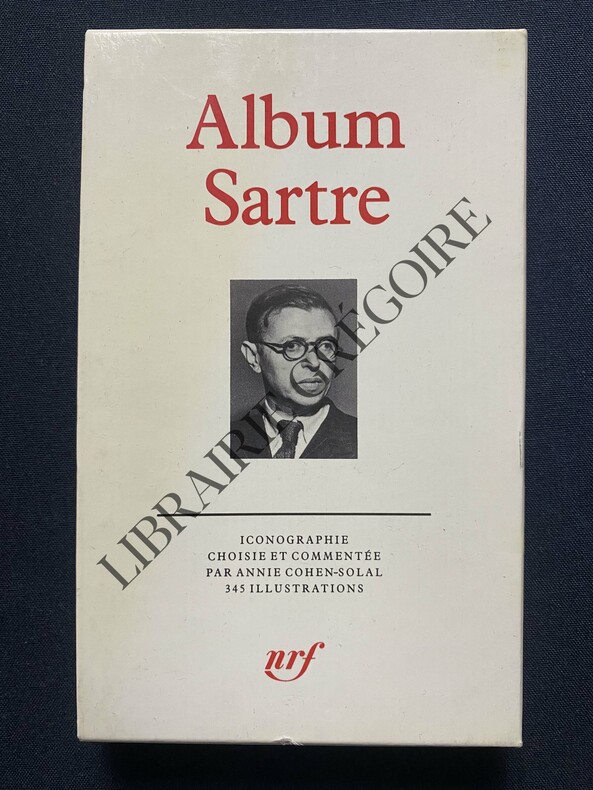 Album
Sartre
LIBRAIRIE GRÉGOIRE
ICONOGRAPHIE
CHOISIE ET COMMENTÉE
PAR ANNIE COHEN-SOLAL
345 ILLUSTRATIONS
nrf